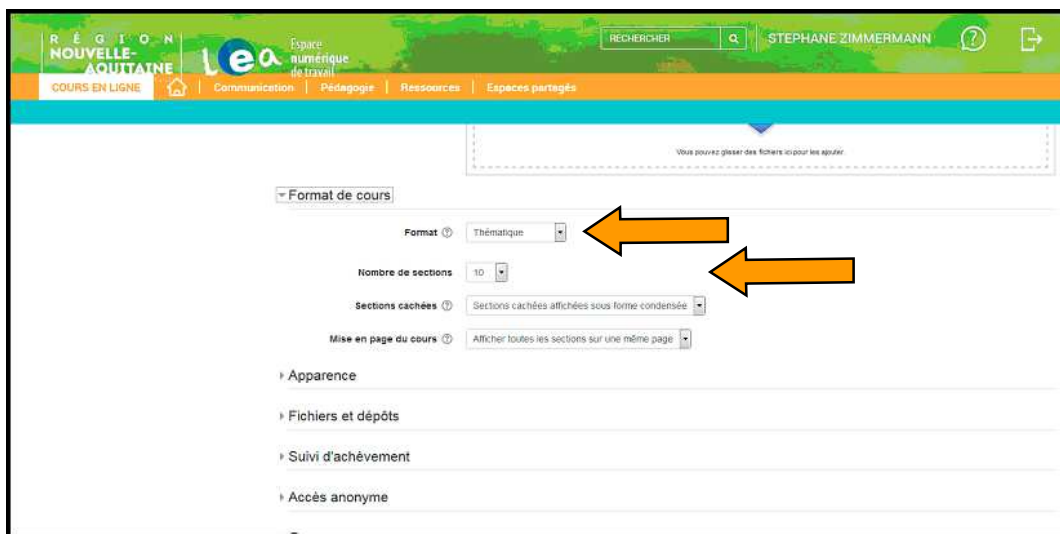 RÉGION
NOUVELLE-
AQUITAINE
Lea
Espace
numérique
de travail
RECHERCHER
STEPHANE ZIMMERMANN
?
COURS EN LIGNE
Communication
Pédagogie
Ressources
Espaces partagés
Vous pouvez glisser des fichiers ici pour les ajouter.
Format de cours
Format ?
Thématique
Nombre de sections
10
Sections cachées ?
Sections cachées affichées sous forme condensée
Mise en page du cours ?
Afficher toutes les sections sur une même page
Apparence
Fichiers et dépôts
Suivi d'achèvement
Accès anonyme